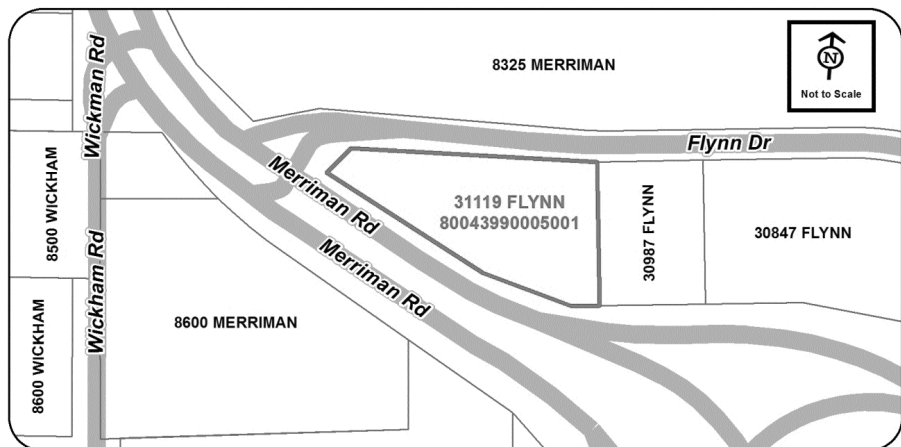 8325 MERRIMAN
N
Not to Scale
Wickman Rd
Flynn Dr
Merriman Rd
31119 FLYNN
80043990005001
8500 WICKHAM
30987 FLYNN
30847 FLYNN
Wickham Rd
Merriman Rd
8600 MERRIMAN
8600 WICKHAM